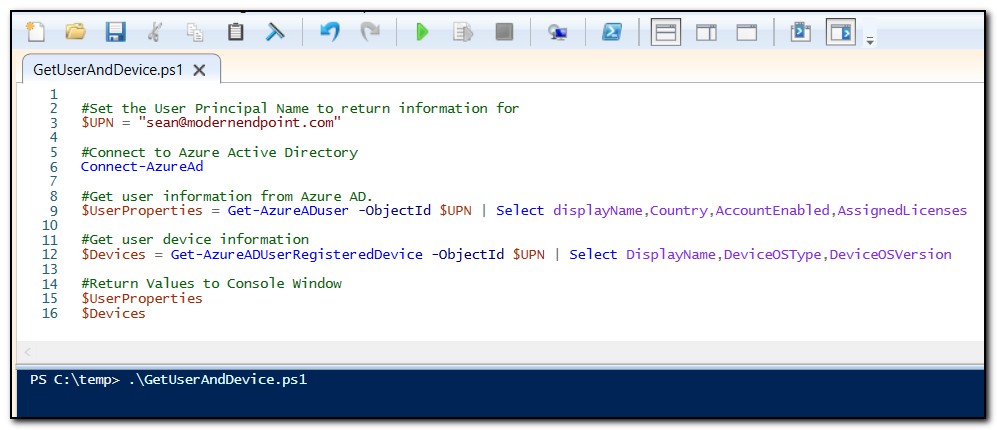 GetUserAndDevice.ps1
1
2 #Set the User Principal Name to return information for
3 $UPN = "sean@modernendpoint.com"
4
5 #Connect to Azure Active Directory
6 Connect-AzureAd
7
8 #Get user information from Azure AD.
9 $UserProperties = Get-AzureADuser -ObjectId $UPN | Select displayName,Country,AccountEnabled,AssignedLicenses
10
11 #Get user device information
12 $Devices = Get-AzureADUserRegisteredDevice -ObjectId $UPN | Select DisplayName,DeviceOSType,DeviceOSVersion
13
14 #Return Values to Console Window
15 $UserProperties
16 $Devices
PS C:\temp> .\GetUserAndDevice.ps1